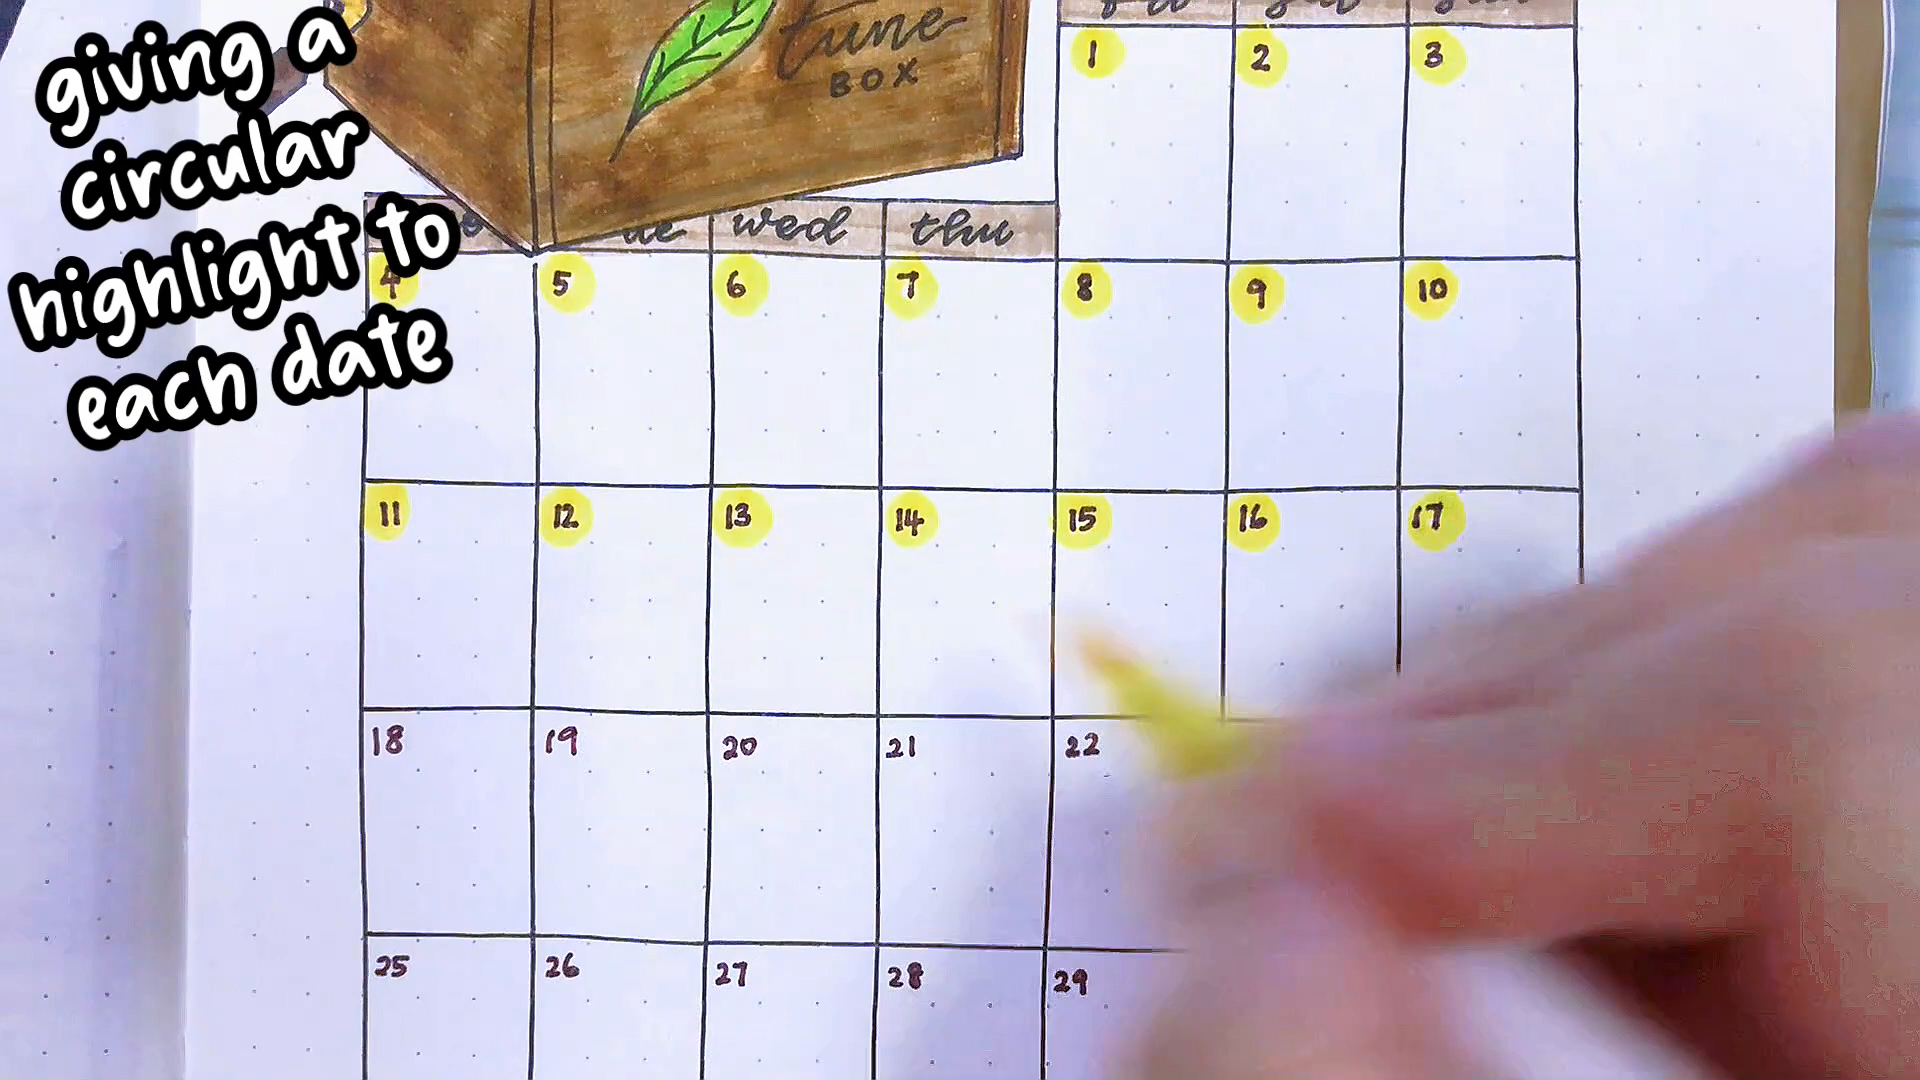 giving a
circular
highlight to
each date
tune
BOX
1 2 3
wed thu
4 5 6 7 8 9 10
11 12 13 14 15 16 17
18 19 20 21 22
25 26 27 28 29